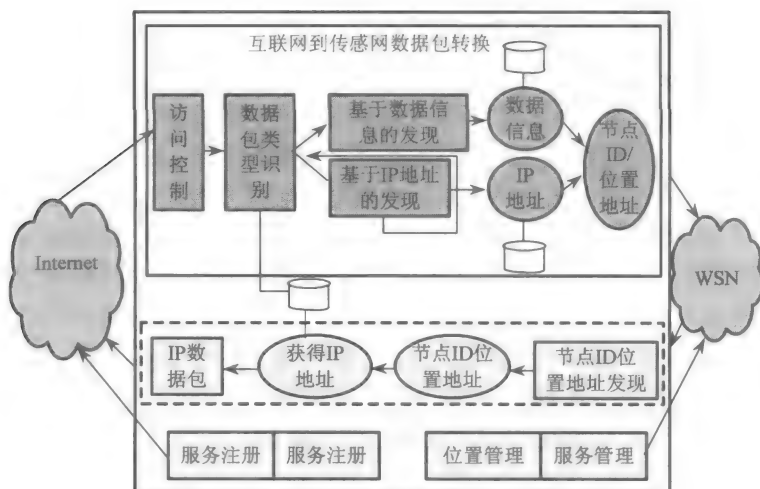 互联网到传感网数据包转换
访
问
控
制
数据
包类
型识
别
基于数据信
息的发现
基于IP地址
的发现
数据
信息
IP
地址
节点
ID/
位置
地址
Internet
WSN
IP数
据包
获得IP
地址
节点ID位
置地址
节点ID位
置地址发现
服务注册
服务注册
位置管理
服务管理